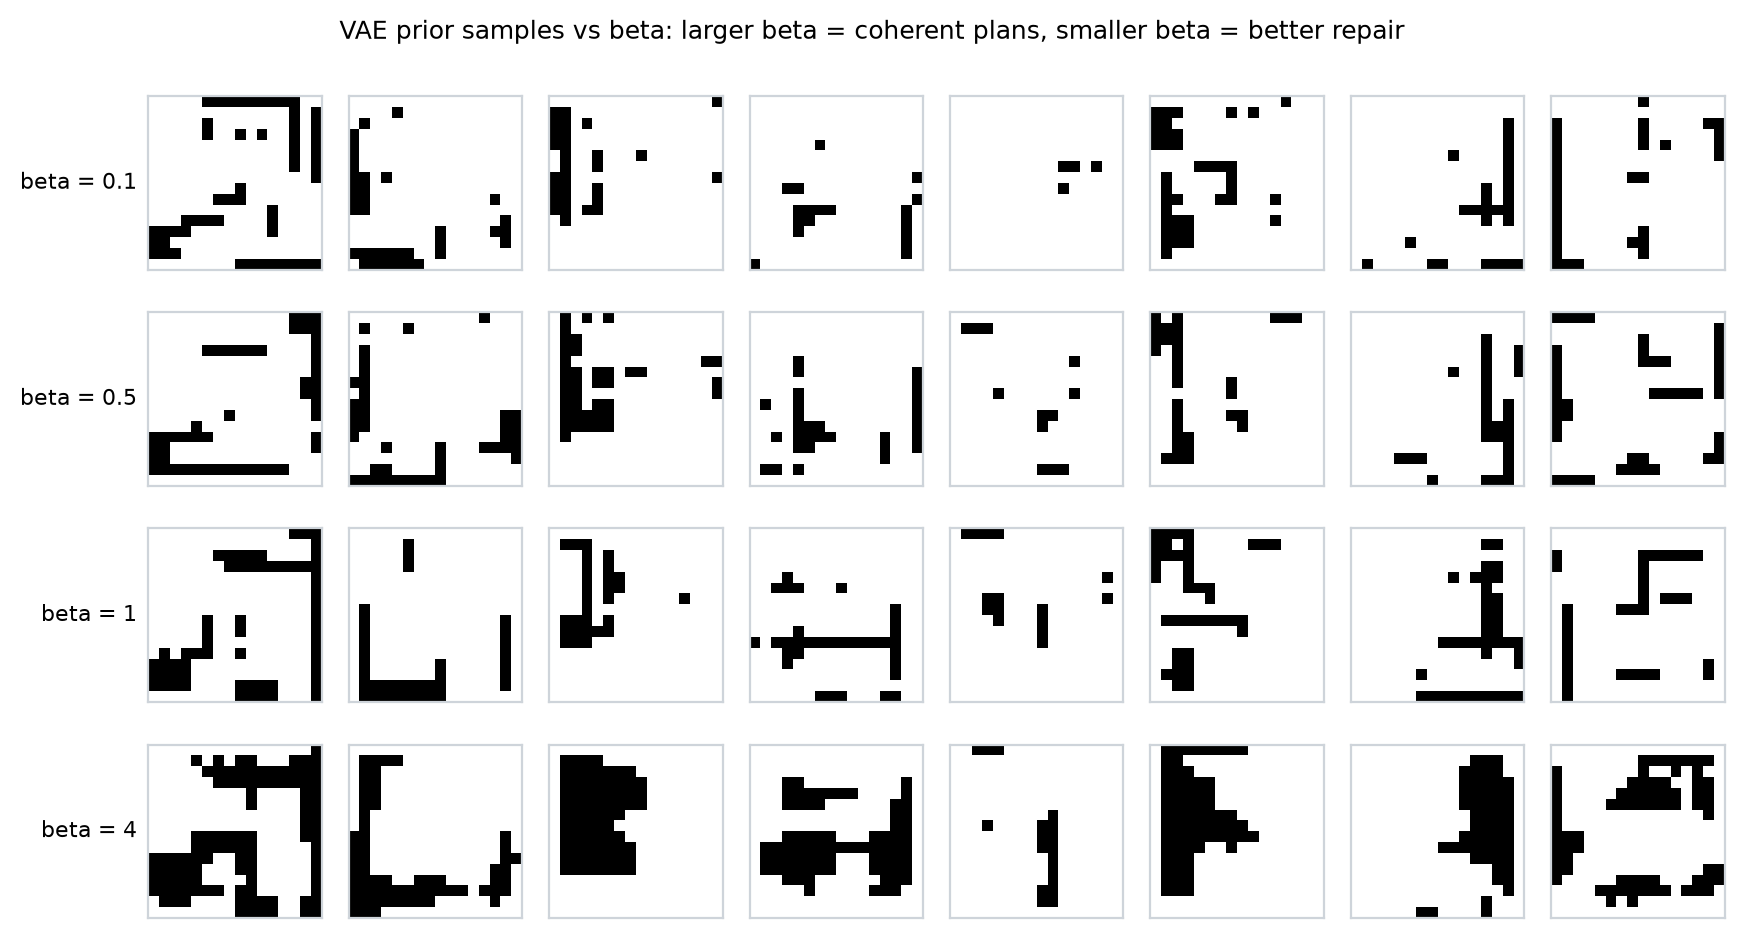 VAE prior samples vs beta: larger beta = coherent plans, smaller beta = better repair
beta = 0.1
beta = 0.5
beta = 1
beta = 4